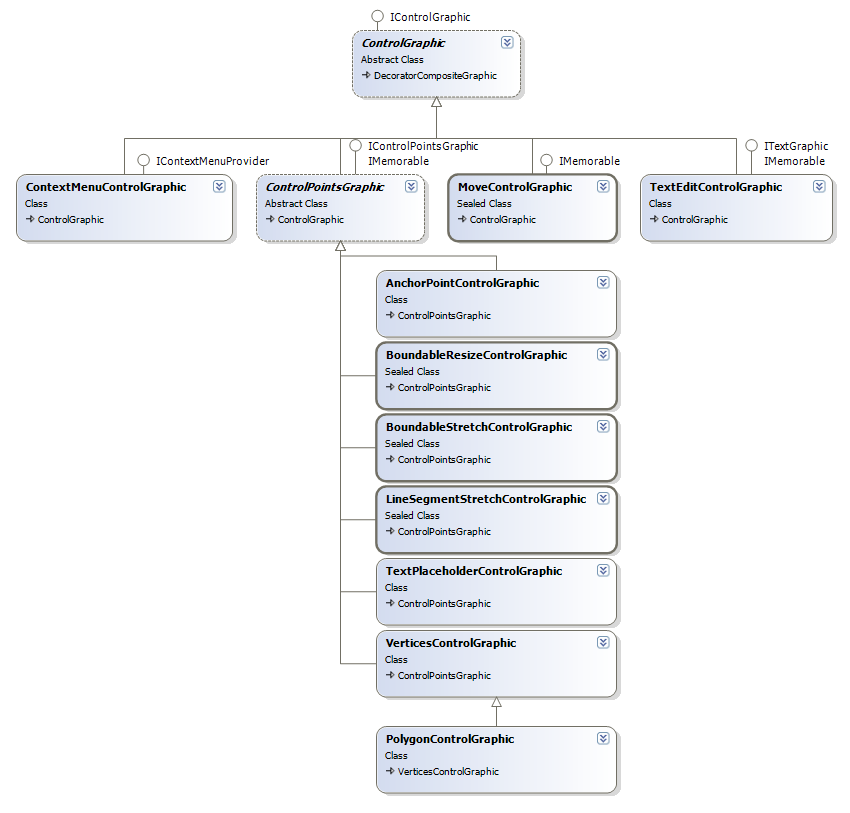 IControlGraphic
ControlGraphic
Abstract Class
DecoratorCompositeGraphic
IContextMenuProvider
ContextMenuControlGraphic
Class
ControlGraphic
IControlPointsGraphic
IMemorable
ControlPointsGraphic
Abstract Class
ControlGraphic
IMemorable
MoveControlGraphic
Sealed Class
ControlGraphic
ITextGraphic
IMemorable
TextEditControlGraphic
Class
ControlGraphic
AnchorPointControlGraphic
Class
ControlPointsGraphic
BoundableResizeControlGraphic
Sealed Class
ControlPointsGraphic
BoundableStretchControlGraphic
Sealed Class
ControlPointsGraphic
LineSegmentStretchControlGraphic
Sealed Class
ControlPointsGraphic
TextPlaceholderControlGraphic
Class
ControlPointsGraphic
VerticesControlGraphic
Class
ControlPointsGraphic
PolygonControlGraphic
Class
VerticesControlGraphic